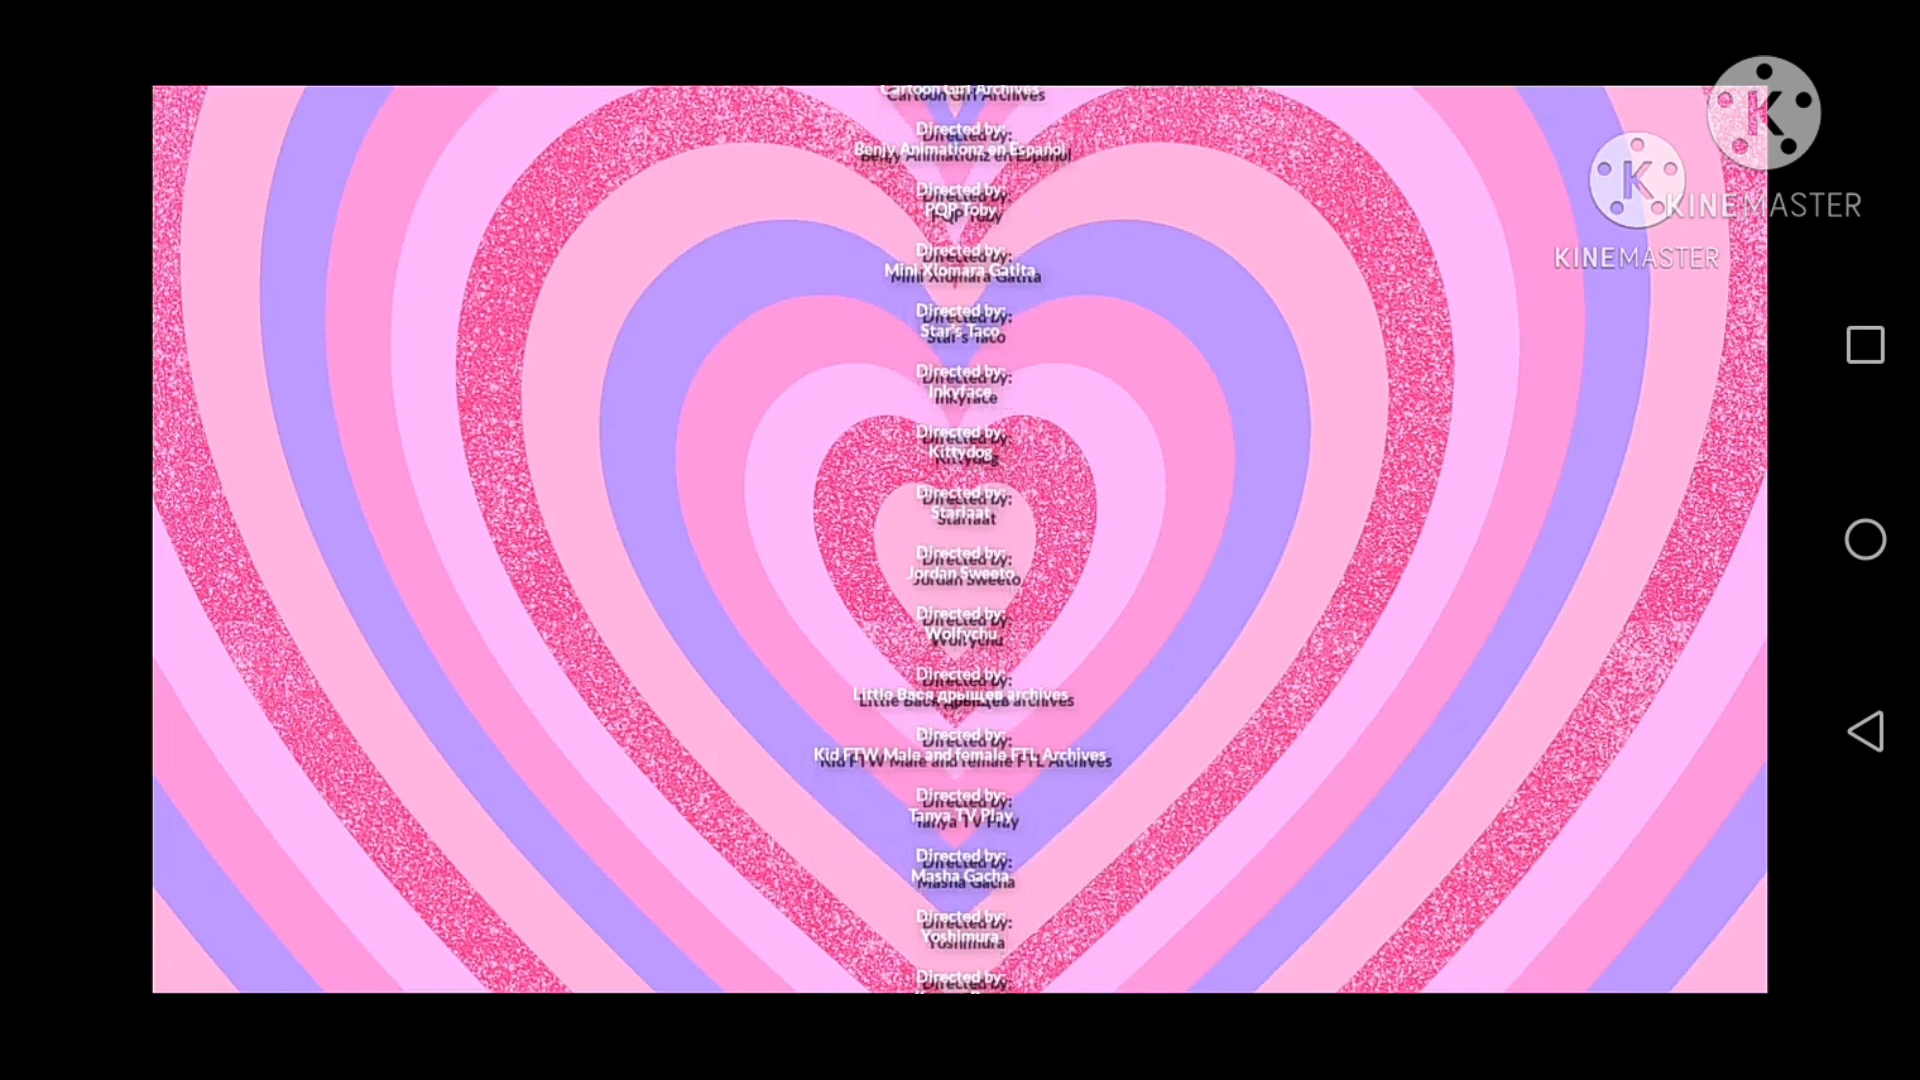 Cartoon Girl Archives
Directed by:
Benjy Animationz en Español
Directed by:
PQP Toby
Directed by:
Mini Xiomara Gatita
Directed by:
Star's Taco
Directed by:
Inkyface
Directed by:
Kittydog
Directed by:
Starlaat
Directed by:
Jordan Sweeto
Directed by:
Wolfychu
Directed by:
Little Вася дрыщев archives
Directed by:
Kid FTW Male and female FTL Archives
Directed by:
Tanya TV Play
Directed by:
Masha Gacha
Directed by:
Yoshimura
Directed by:
KINEMASTER
KINEMASTER